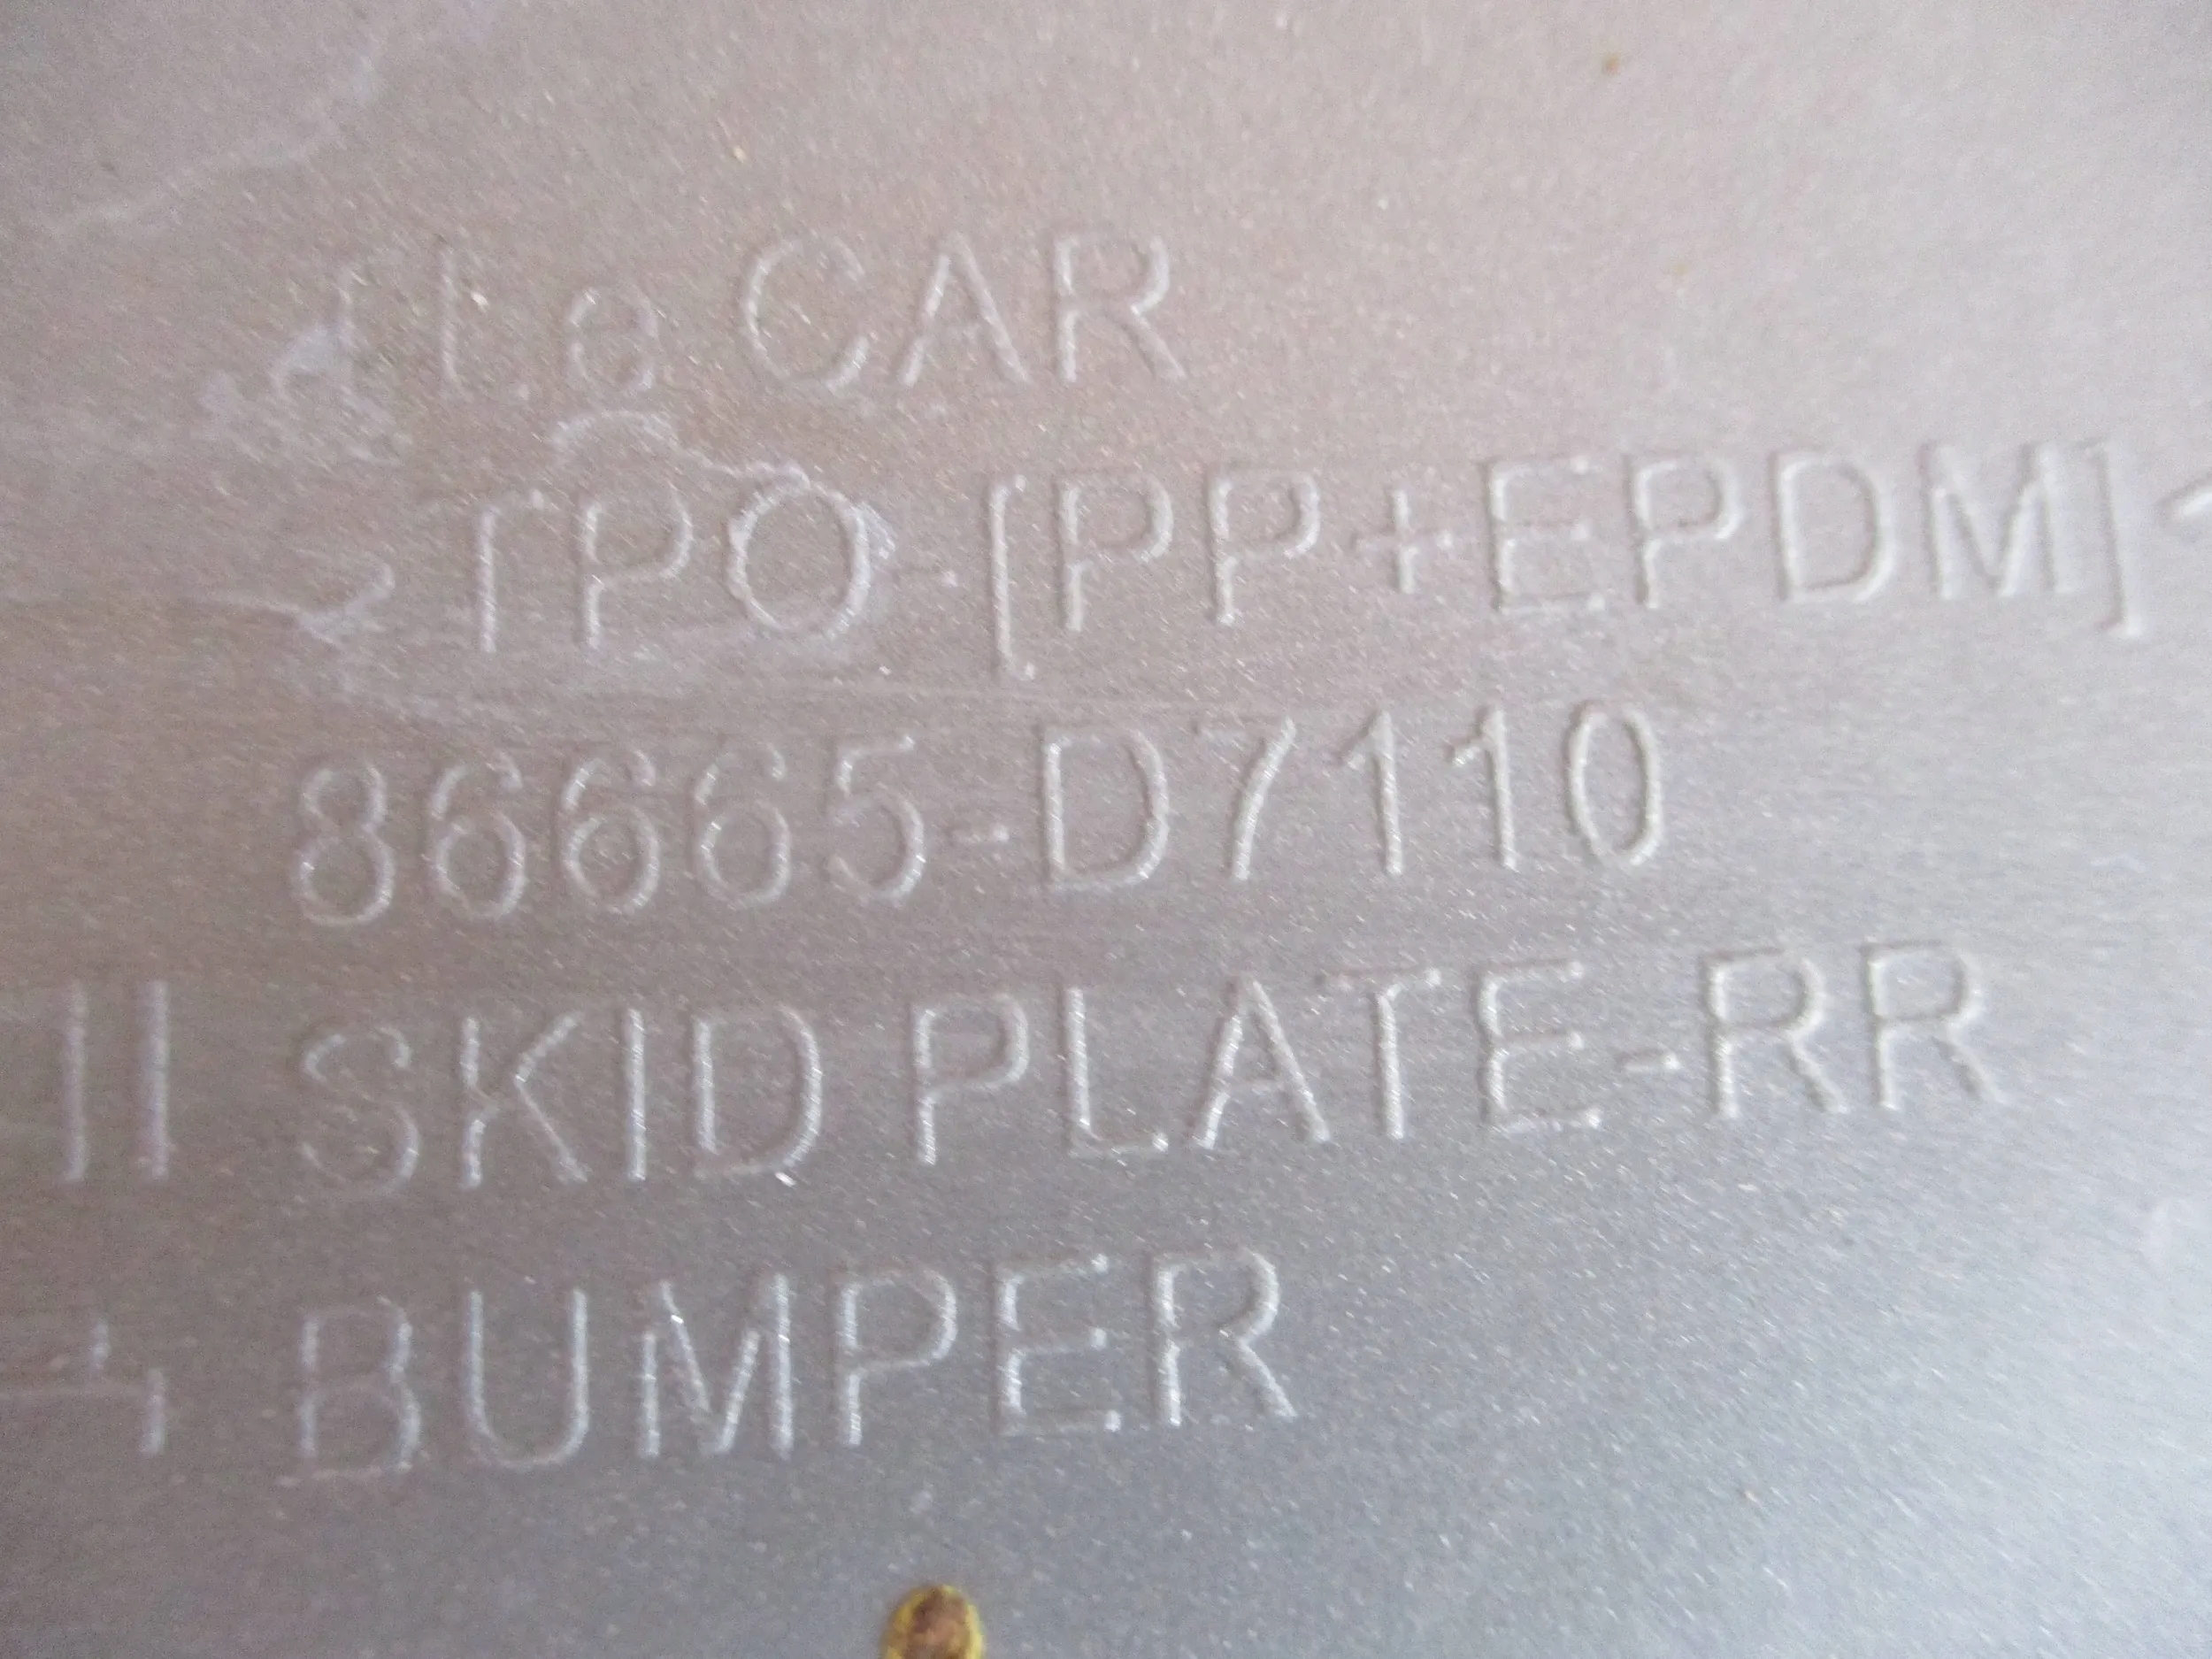 CAR
>TPO-[PP+EPDM]<
86665-D7110
SKID PLATE-RR
BUMPER